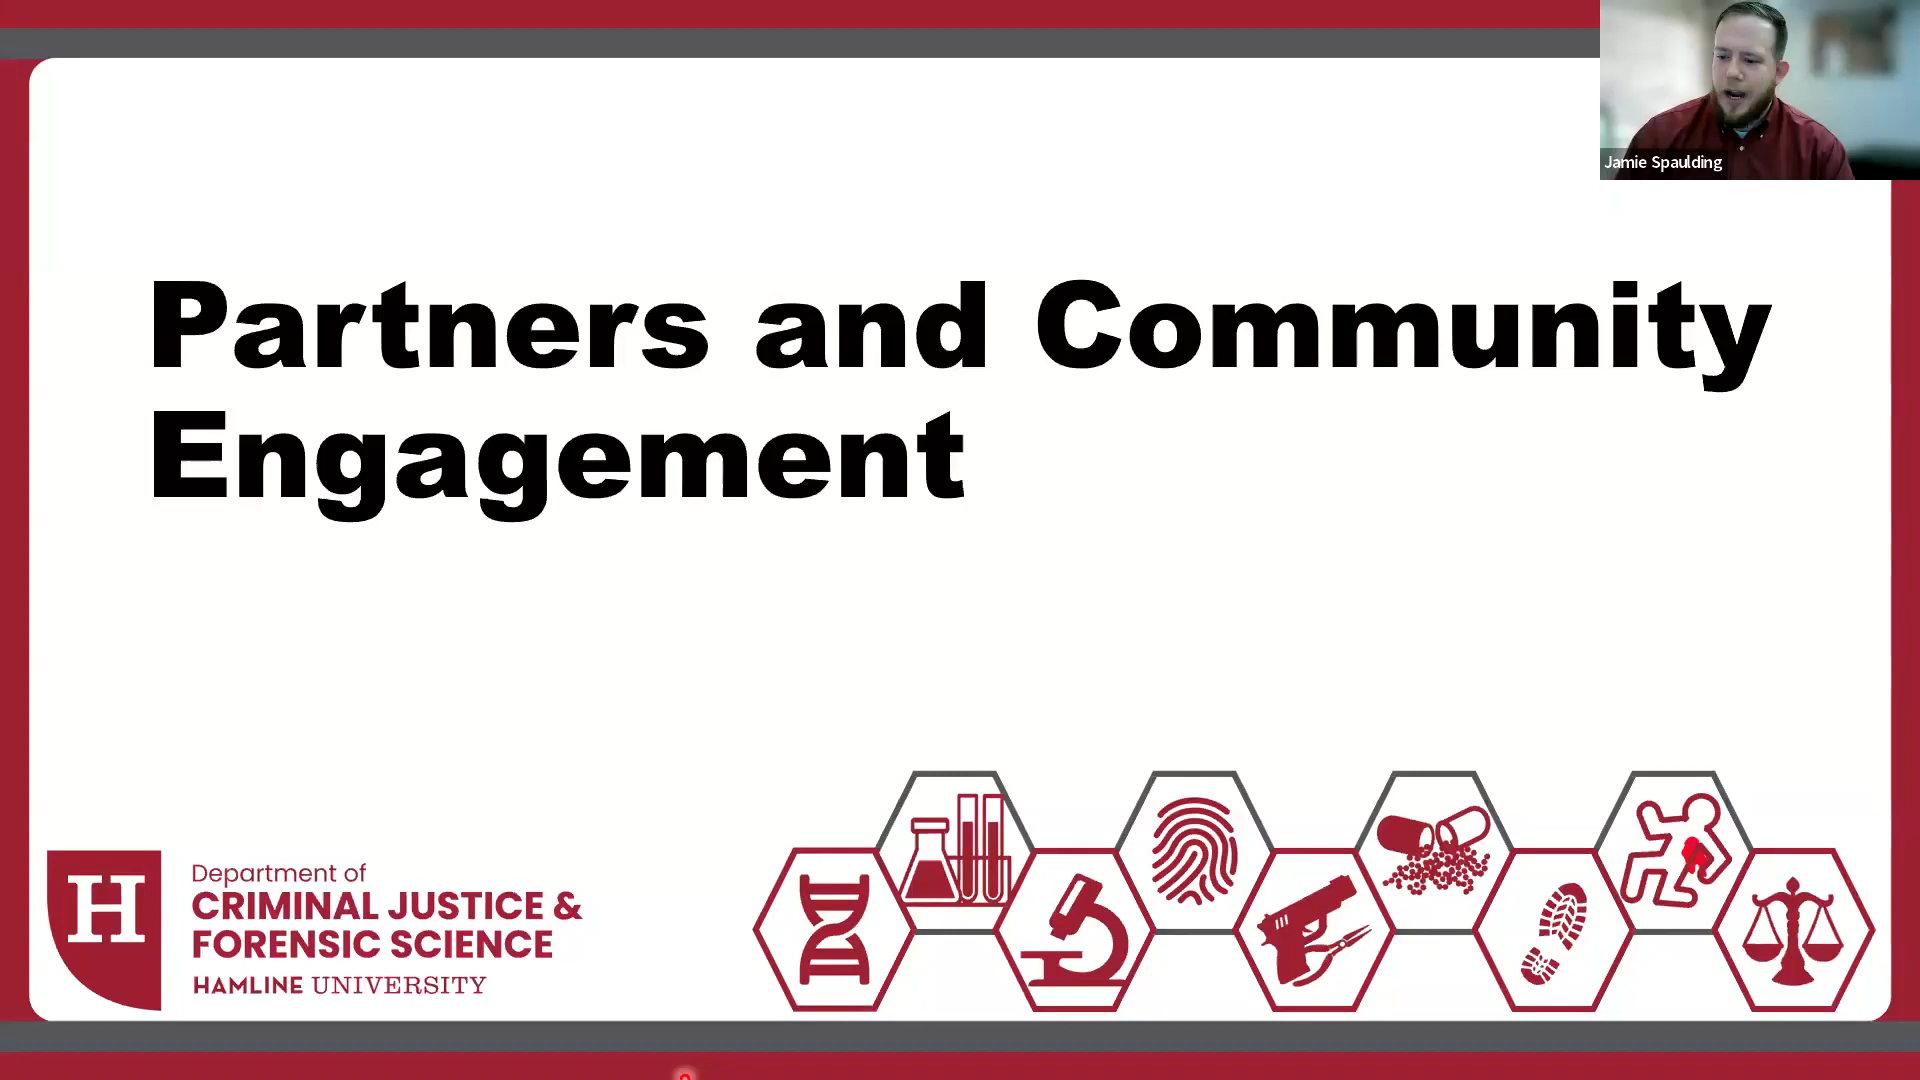 Jamie Spaulding
Partners and Community
Engagement
H
Department of
CRIMINAL JUSTICE &
FORENSIC SCIENCE
HAMLINE UNIVERSITY